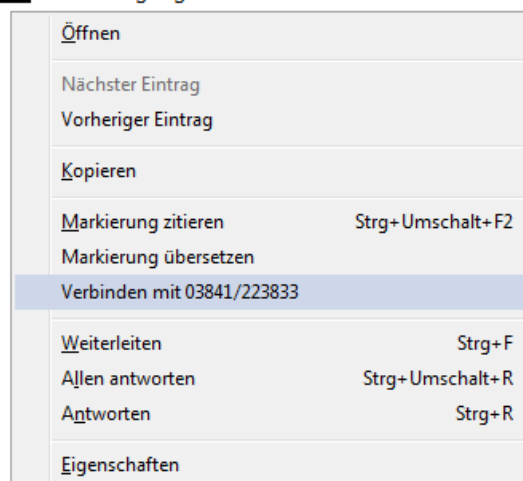 Öffnen
Nächster Eintrag
Vorheriger Eintrag
Kopieren
Markierung zitieren Strg+Umschalt+F2
Markierung übersetzen
Verbinden mit 03841/223833
Weiterleiten Strg+F
Allen antworten Strg+Umschalt+R
Antworten Strg+R
Eigenschaften